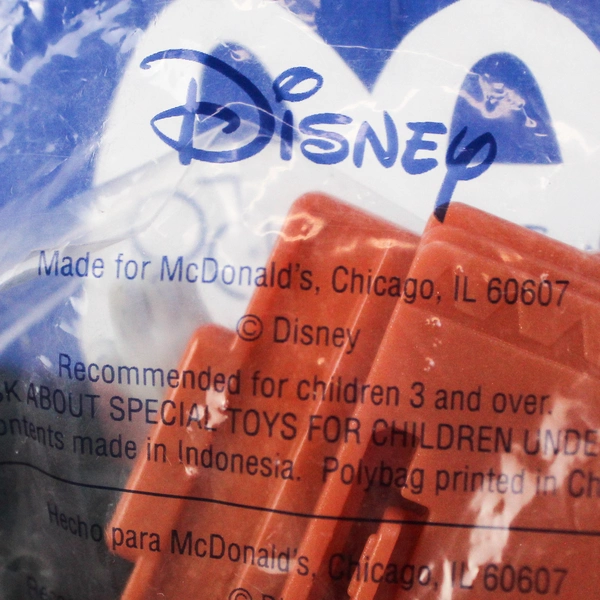 Disney
Made for McDonald's, Chicago, IL 60607
© Disney
Recommended for children 3 and over.
ABOUT SPECIAL TOYS FOR CHILDREN UNDE
ontents made in Indonesia. Polybag printed in Ch
Hecho para McDonald's, Chicago, IL 60607
© Di